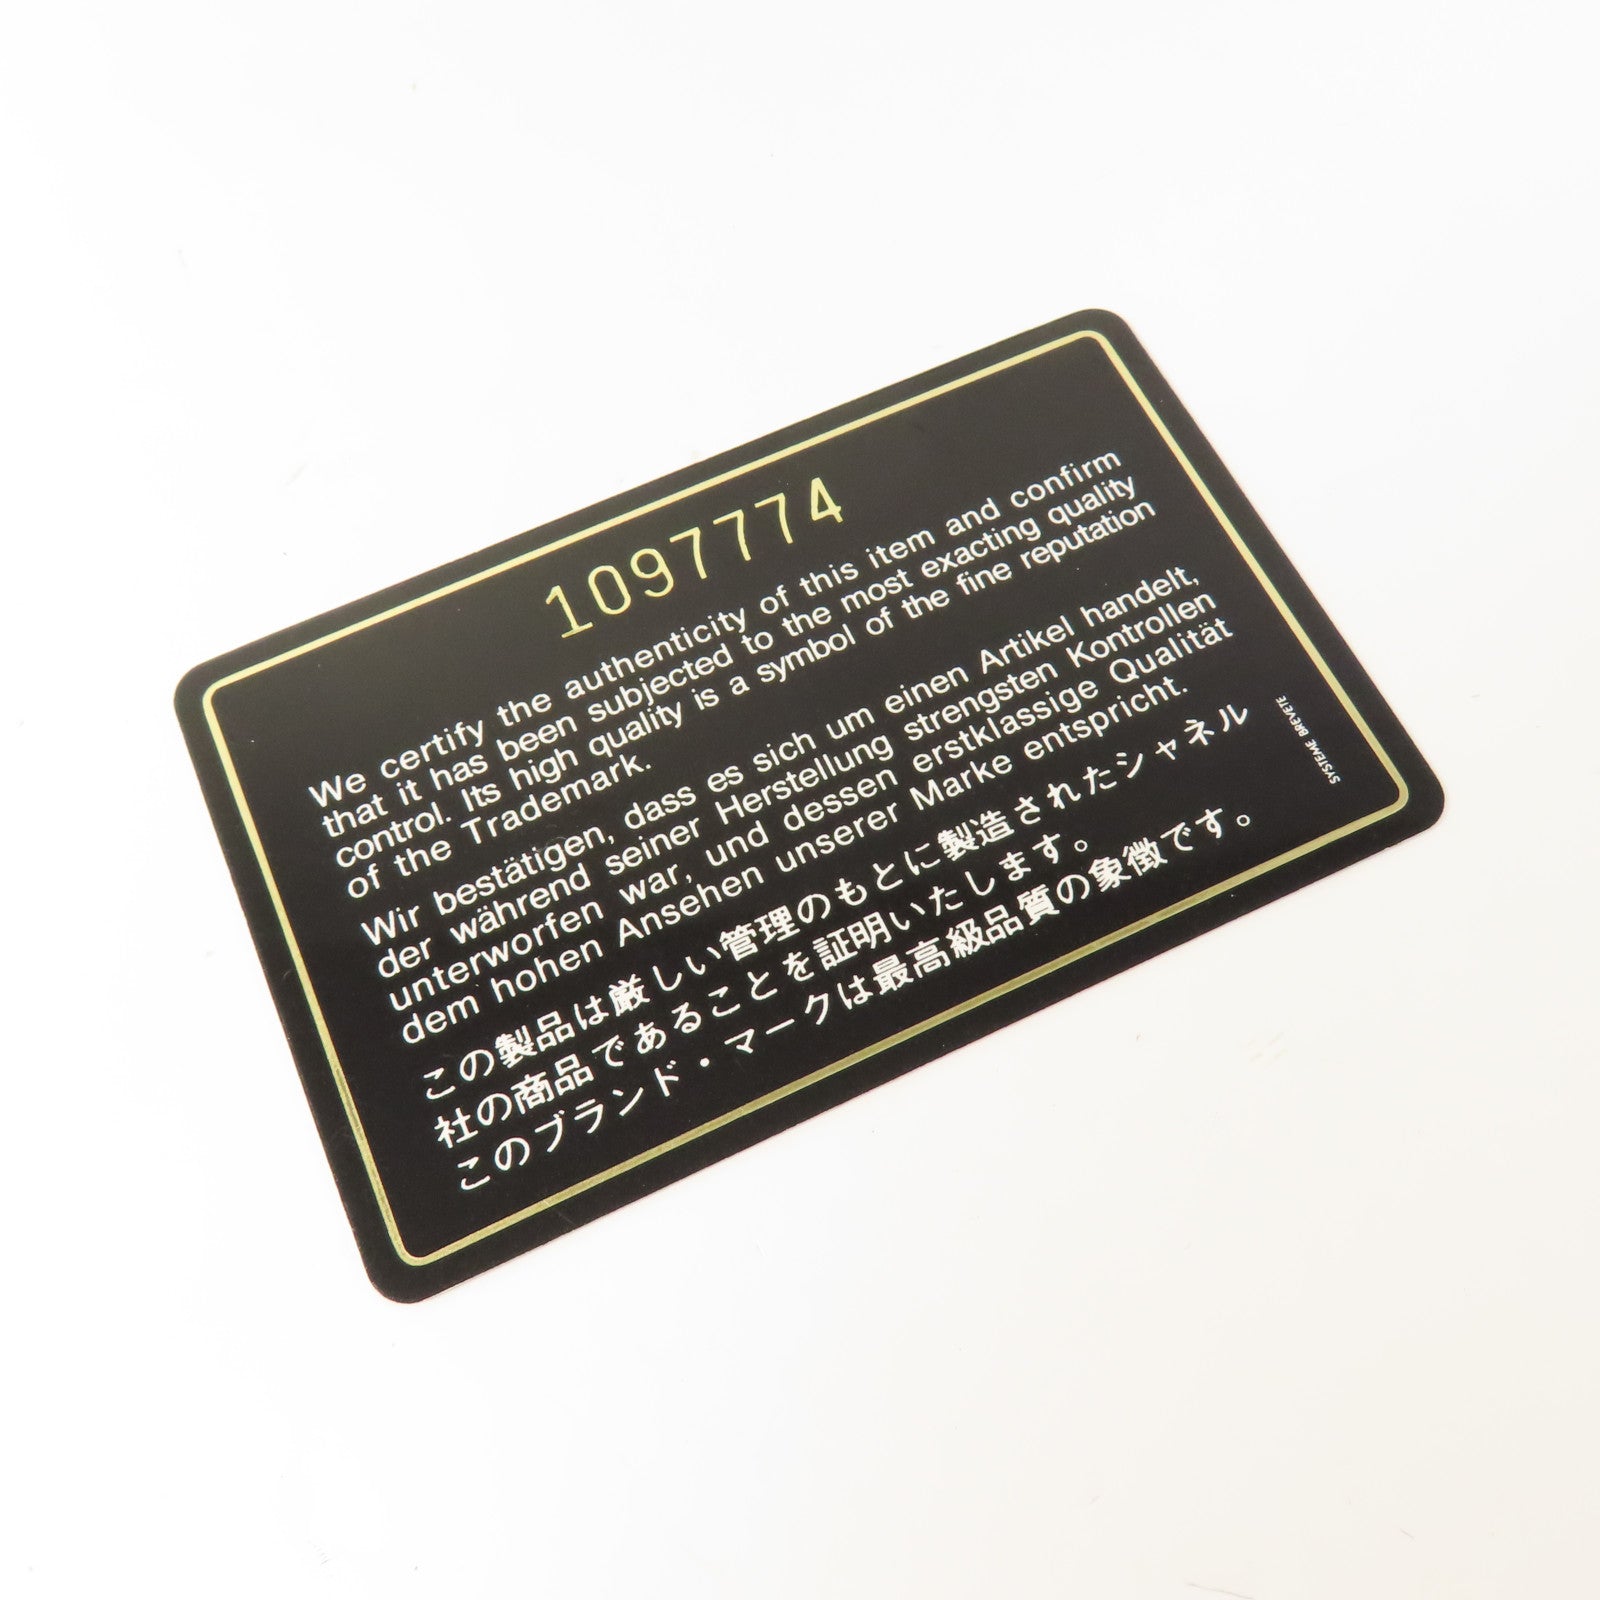 1097774
We certify the authenticity of this item and confirm
that it has been subjected to the most exacting quality
control. Its high quality is a symbol of the fine reputation
of the Trademark.
Wir bestätigen, dass es sich um einen Artikel handelt,
der während seiner Herstellung strengsten Kontrollen
unterworfen war, und dessen erstklassige Qualität
dem hohen Ansehen unserer Marke entspricht.
この製品は厳しい管理のもとに製造されたシャネル
社の商品であることを証明いたします。
このブランド・マークは最高級品質の象徴です。
SYSTEME BREVETE